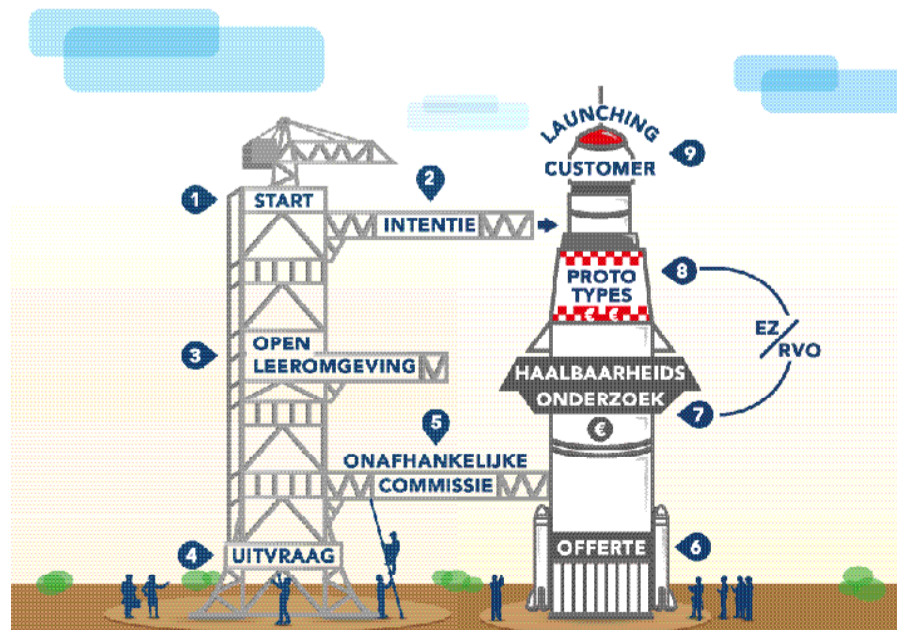 1
START
2
INTENTIE
3
OPEN
LEEROMGEVING
4
UITVRAAG
5
ONAFHANKELIJKE
COMMISSIE
6
OFFERTE
7
HAALBAARHEIDS
ONDERZOEK
€
8
PROTO
TYPES
€ €
EZ/
RVO
9
LAUNCHING
CUSTOMER